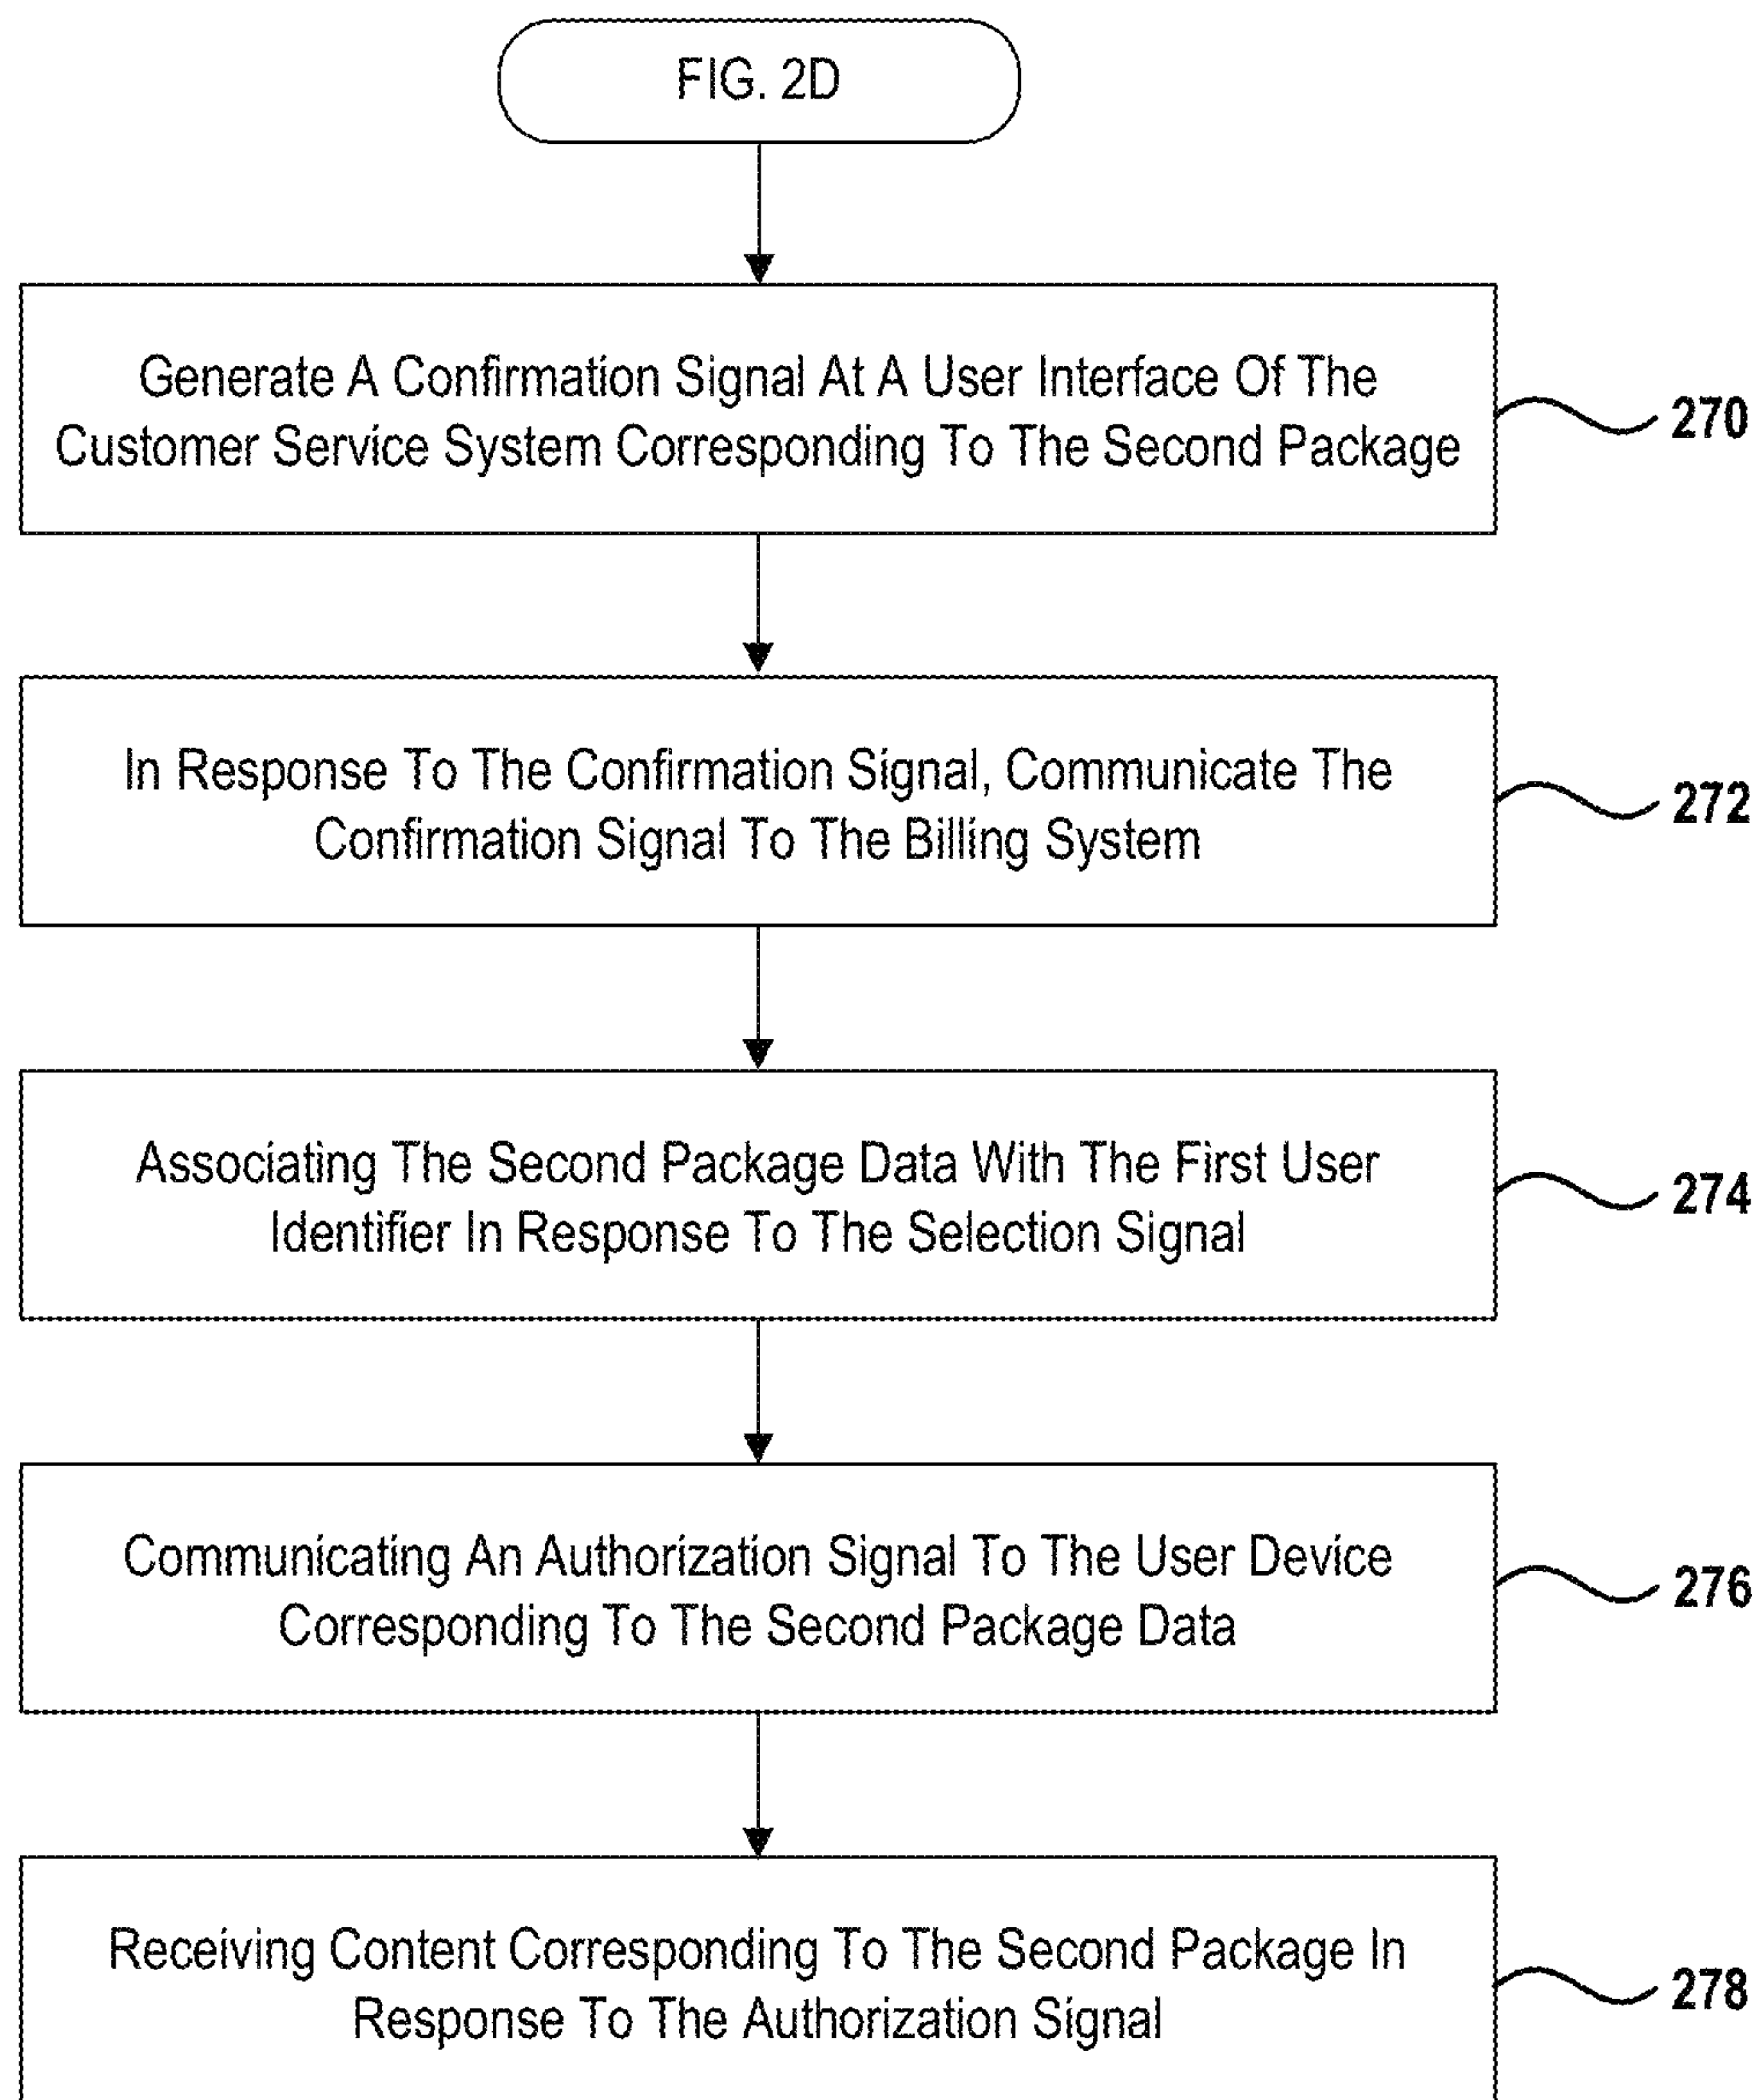 FIG. 2D
Generate A Confirmation Signal At A User Interface Of The
Customer Service System Corresponding To The Second Package
270
In Response To The Confirmation Signal, Communicate The
Confirmation Signal To The Billing System
272
Associating The Second Package Data With The First User
Identifier In Response To The Selection Signal
274
Communicating An Authorization Signal To The User Device
Corresponding To The Second Package Data
276
Receiving Content Corresponding To The Second Package In
Response To The Authorization Signal
278